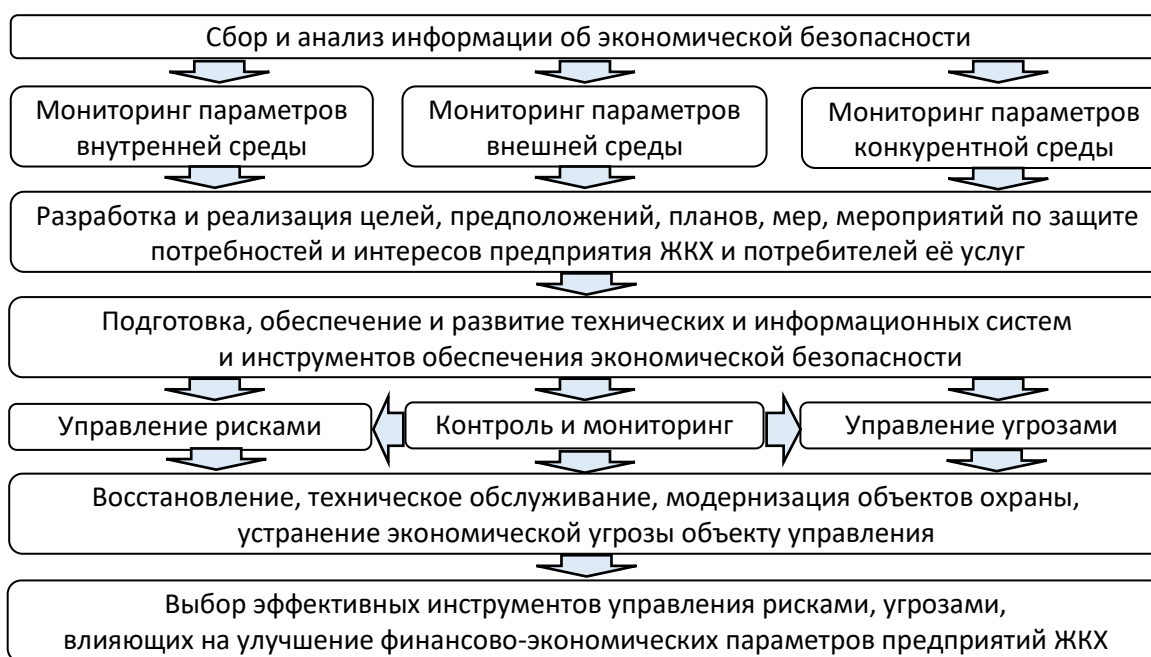 Сбор и анализ информации об экономической безопасности
Мониторинг параметров
внутренней среды
Мониторинг параметров
внешней среды
Мониторинг параметров
конкурентной среды
Разработка и реализация целей, предположений, планов, мер, мероприятий по защите
потребностей и интересов предприятия ЖКХ и потребителей её услуг
Подготовка, обеспечение и развитие технических и информационных систем
и инструментов обеспечения экономической безопасности
Управление рисками
Контроль и мониторинг
Управление угрозами
Восстановление, техническое обслуживание, модернизация объектов охраны,
устранение экономической угрозы объекту управления
Выбор эффективных инструментов управления рисками, угрозами,
влияющих на улучшение финансово-экономических параметров предприятий ЖКХ